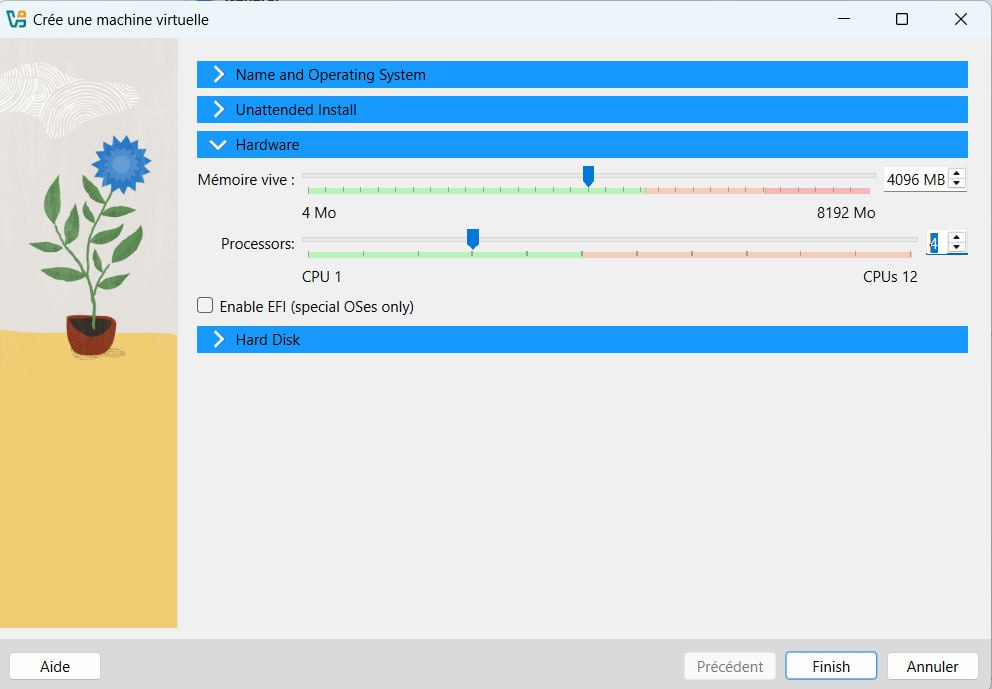 Crée une machine virtuelle
Name and Operating System
Unattended Install
Hardware
Mémoire vive : 4096 MB
4 Mo 8192 Mo
Processors: 4
CPU 1 CPUs 12
Enable EFI (special OSes only)
Hard Disk
Aide Précédent Finish Annuler